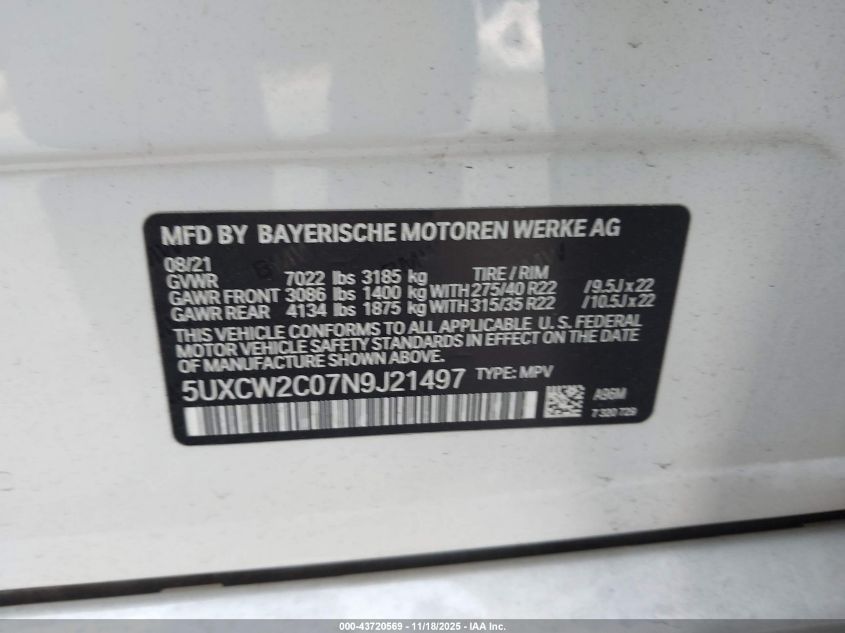 MFD BY BAYERISCHE MOTOREN WERKE AG
08/21
GVWR 7022 lbs 3185 kg TIRE / RIM
GAWR FRONT 3086 lbs 1400 kg WITH 275/40 R22 /9.5J x 22
GAWR REAR 4134 lbs 1875 kg WITH 315/35 R22 /10.5J x 22
THIS VEHICLE CONFORMS TO ALL APPLICABLE U. S. FEDERAL
MOTOR VEHICLE SAFETY STANDARDS IN EFFECT ON THE DATE
OF MANUFACTURE SHOWN ABOVE.
5UXCW2C07N9J21497 TYPE: MPV
A96M
7 320 729
000-43720569 - 11/18/2025 - IAA Inc.